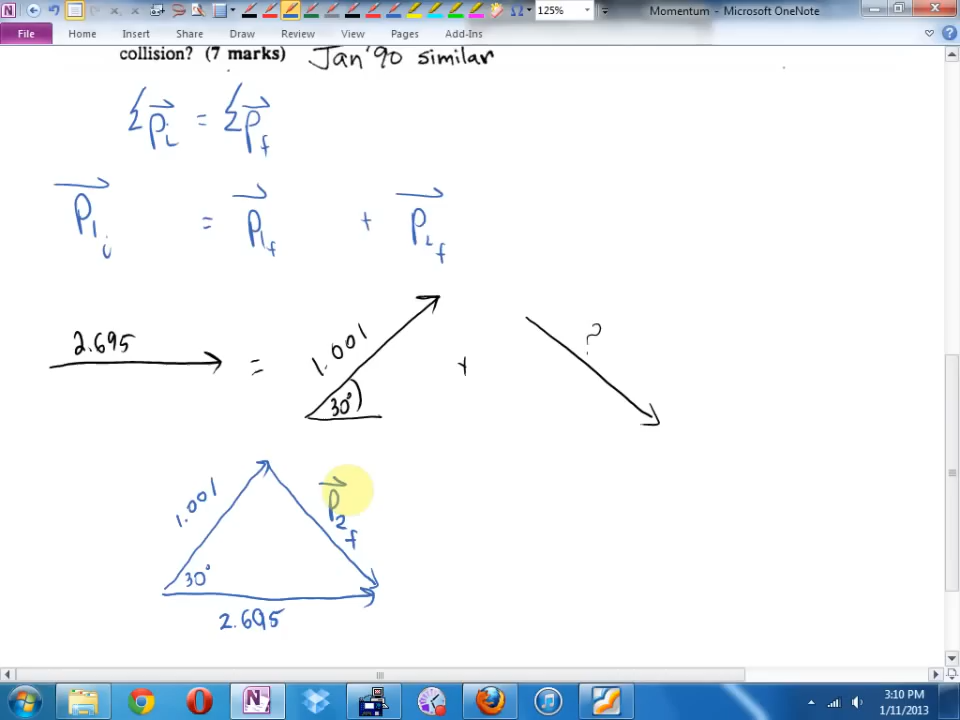 125%
Momentum - Microsoft OneNote
File Home Insert Share Draw Review View Pages Add-Ins
collision? (7 marks) Jan '90 similar
Σp⃗i = Σp⃗f
P⃗1i = P⃗1f + P⃗2f
2.695 = 1.001 30° + ?
1.001 P⃗2f
30°
2.695
3:10 PM
1/11/2013